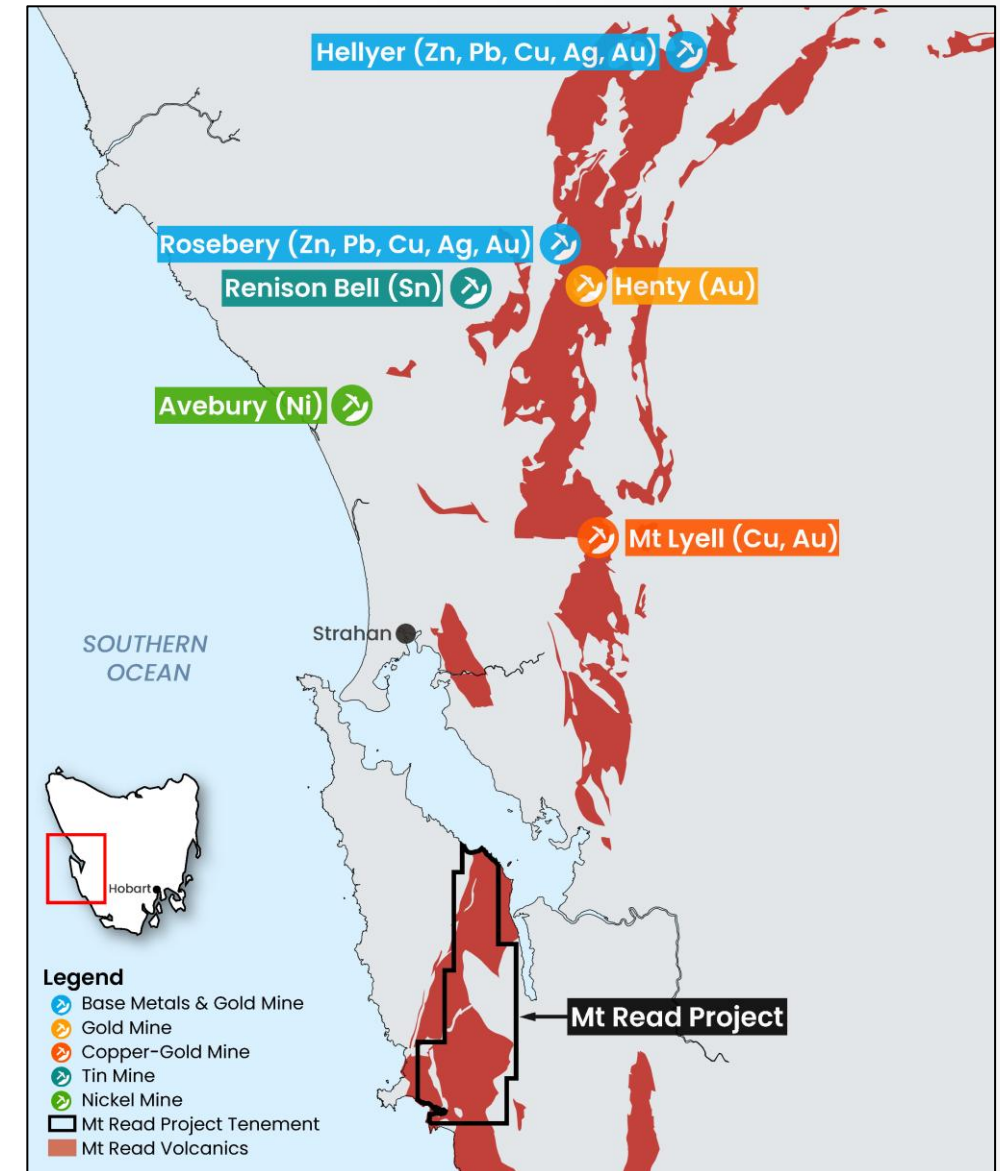 Hellyer (Zn, Pb, Cu, Ag, Au)
Rosebery (Zn, Pb, Cu, Ag, Au)
Renison Bell (Sn)
Henty (Au)
Avebury (Ni)
Mt Lyell (Cu, Au)
Strahan
SOUTHERN
OCEAN
Hobart
Mt Read Project
Legend
Base Metals & Gold Mine
Gold Mine
Copper-Gold Mine
Tin Mine
Nickel Mine
Mt Read Project Tenement
Mt Read Volcanics